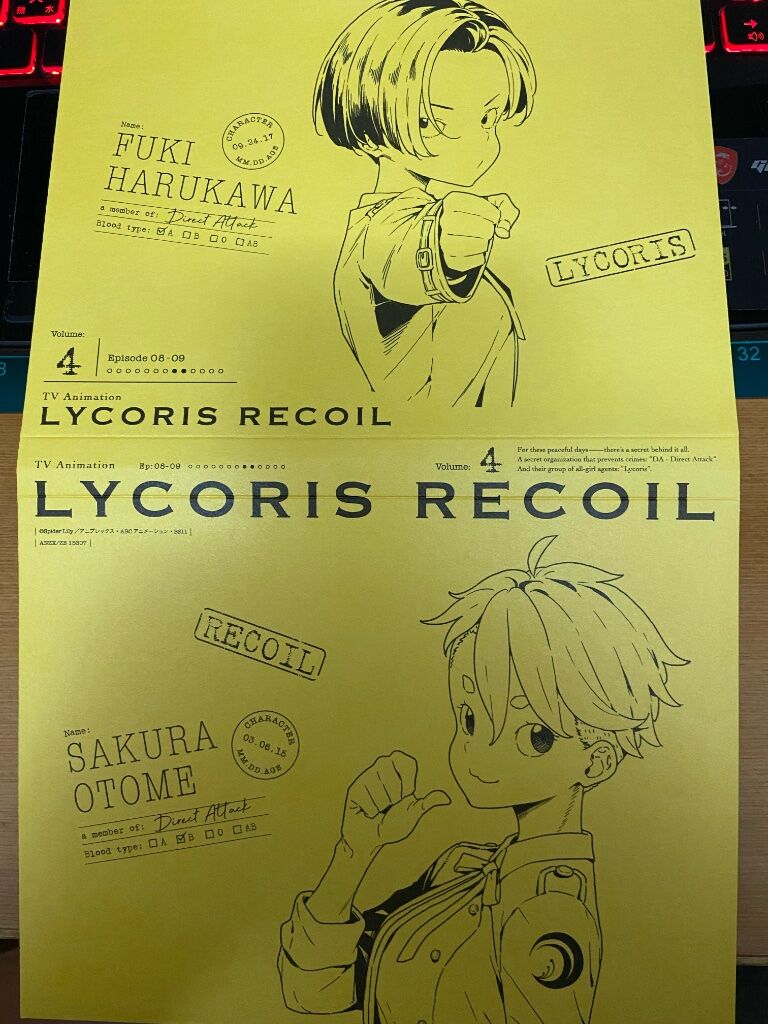 Name:
FUKI
HARUKAWA
CHARACTER
09.24.17
MM.DD.AGE
a member of: Direct Attack
Blood type: ☑A ☐B ☐O ☐AB
LYCORIS
Volume:
4
Episode 08-09
TV Animation
LYCORIS RECOIL
32
TV Animation
Ep:08-09
Volume: 4
For these peaceful days——there's a secret behind it all.
A secret organization that prevents crimes: "DA - Direct Attack".
And their group of all-girl agents: "Lycoris".
LYCORIS RECOIL
©Spider Lily／アニプレックス・ABCアニメーション・BS11
ANZX/ZB
RECOIL
Name:
SAKURA
OTOME
CHARACTER
MM.DD.AGE
a member of: Direct Attack
Blood type: ☐A ☑B ☐O ☐AB